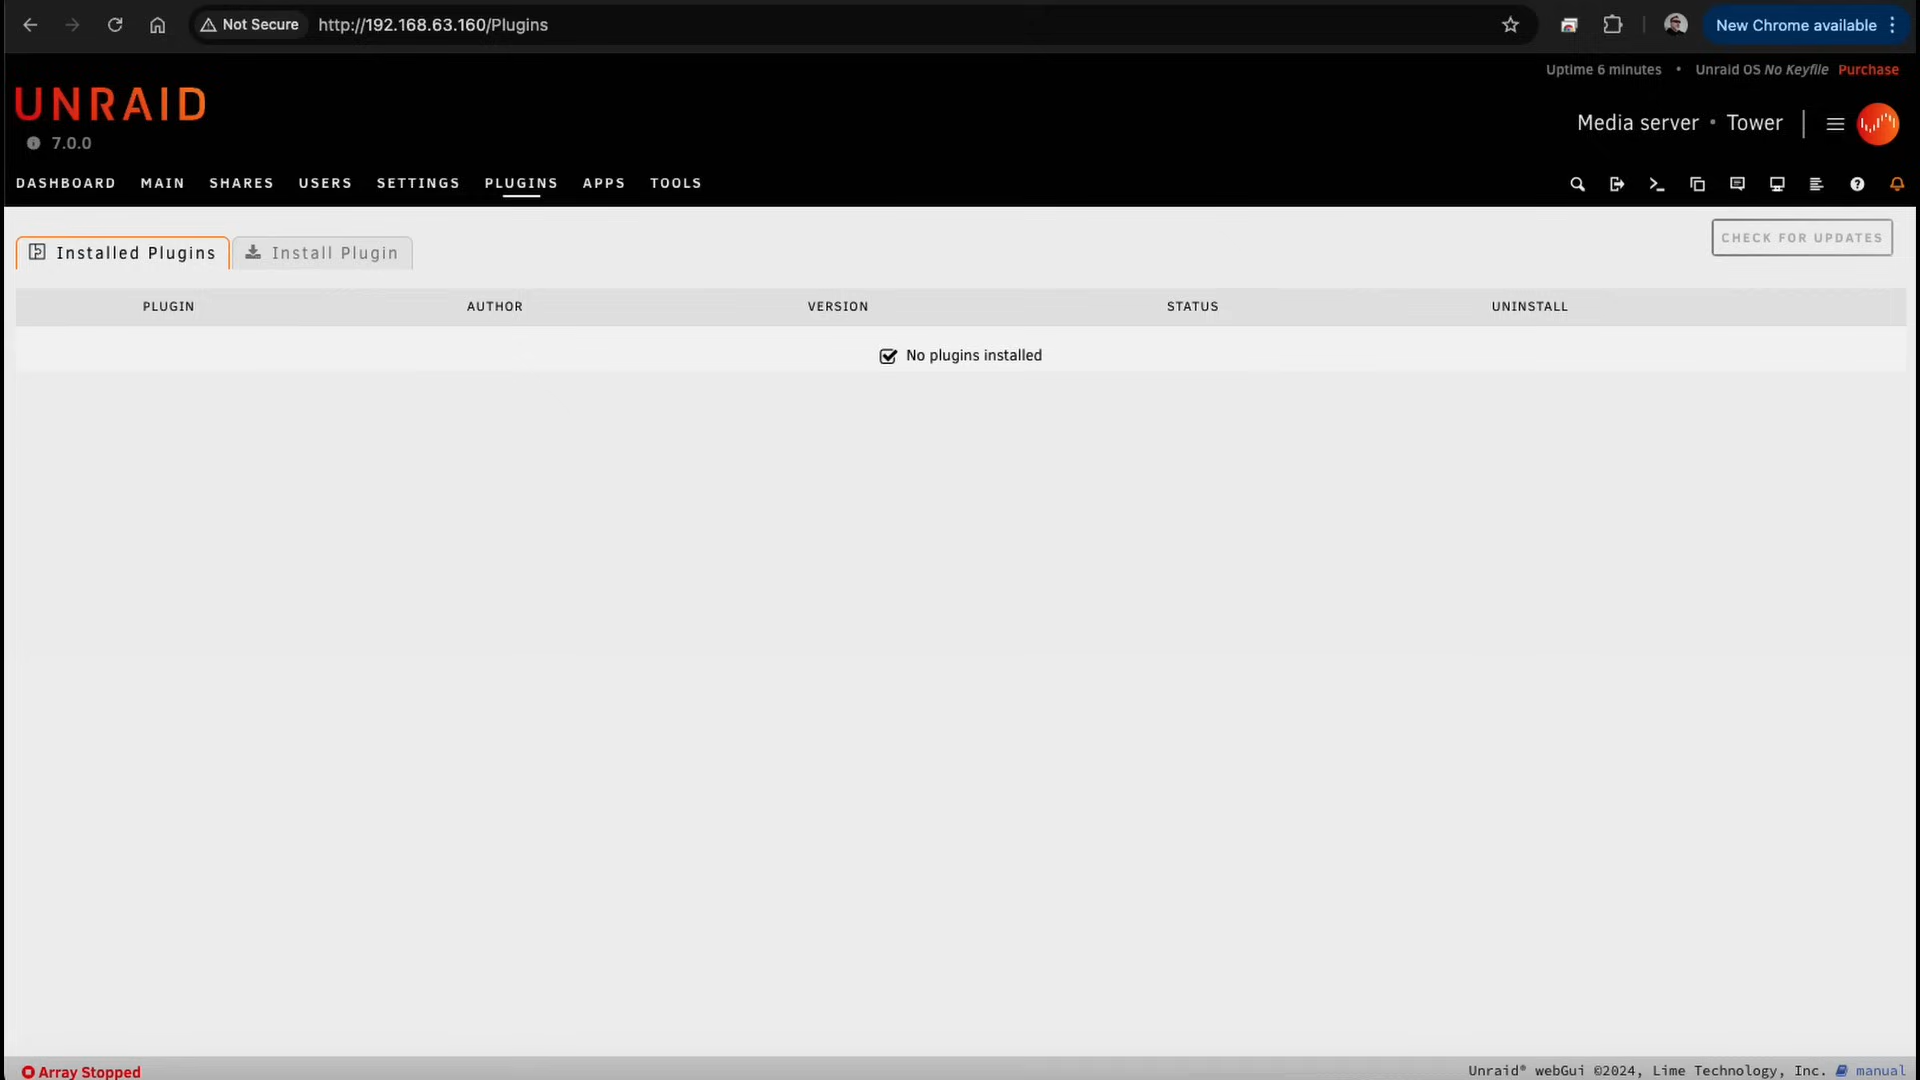 Not Secure http://192.168.63.160/Plugins New Chrome available
Uptime 6 minutes • Unraid OS No Keyfile Purchase
UNRAID
7.0.0
Media server • Tower
DASHBOARD MAIN SHARES USERS SETTINGS PLUGINS APPS TOOLS
Installed Plugins Install Plugin CHECK FOR UPDATES
PLUGIN AUTHOR VERSION STATUS UNINSTALL
No plugins installed
Array Stopped Unraid® webGui ©2024, Lime Technology, Inc. manual